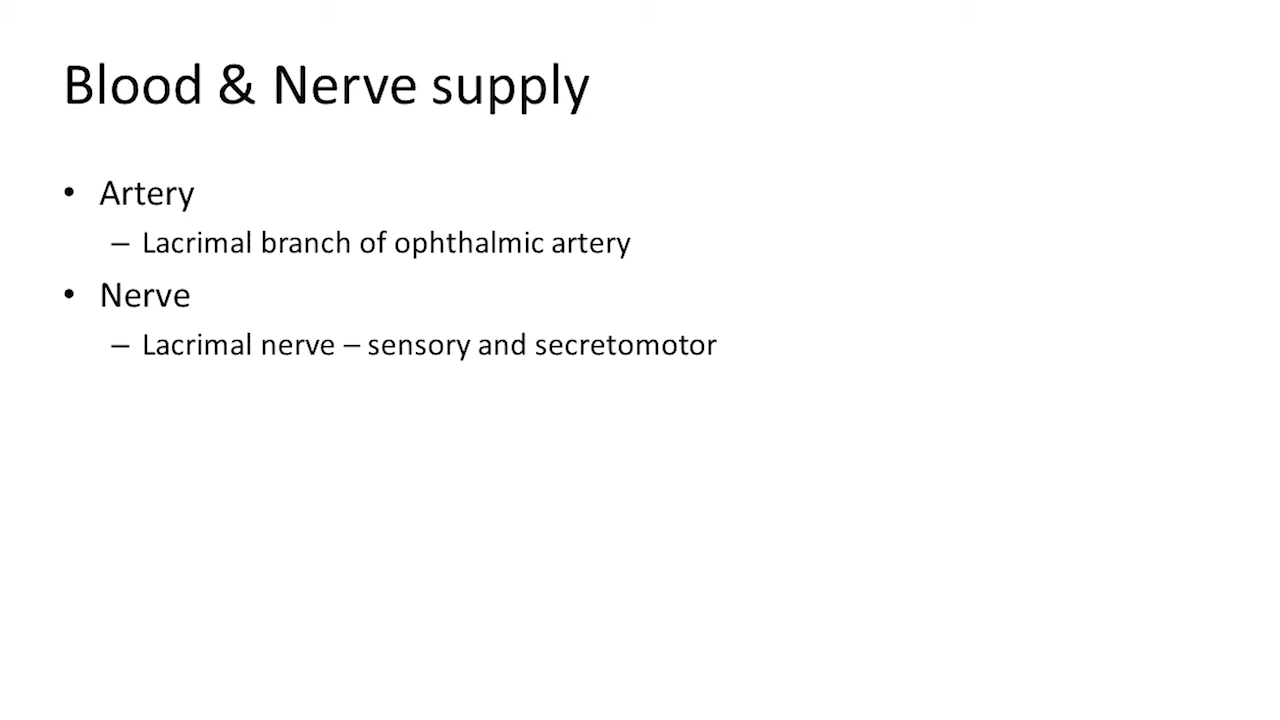 Blood & Nerve supply
• Artery
– Lacrimal branch of ophthalmic artery
• Nerve
– Lacrimal nerve – sensory and secretomotor